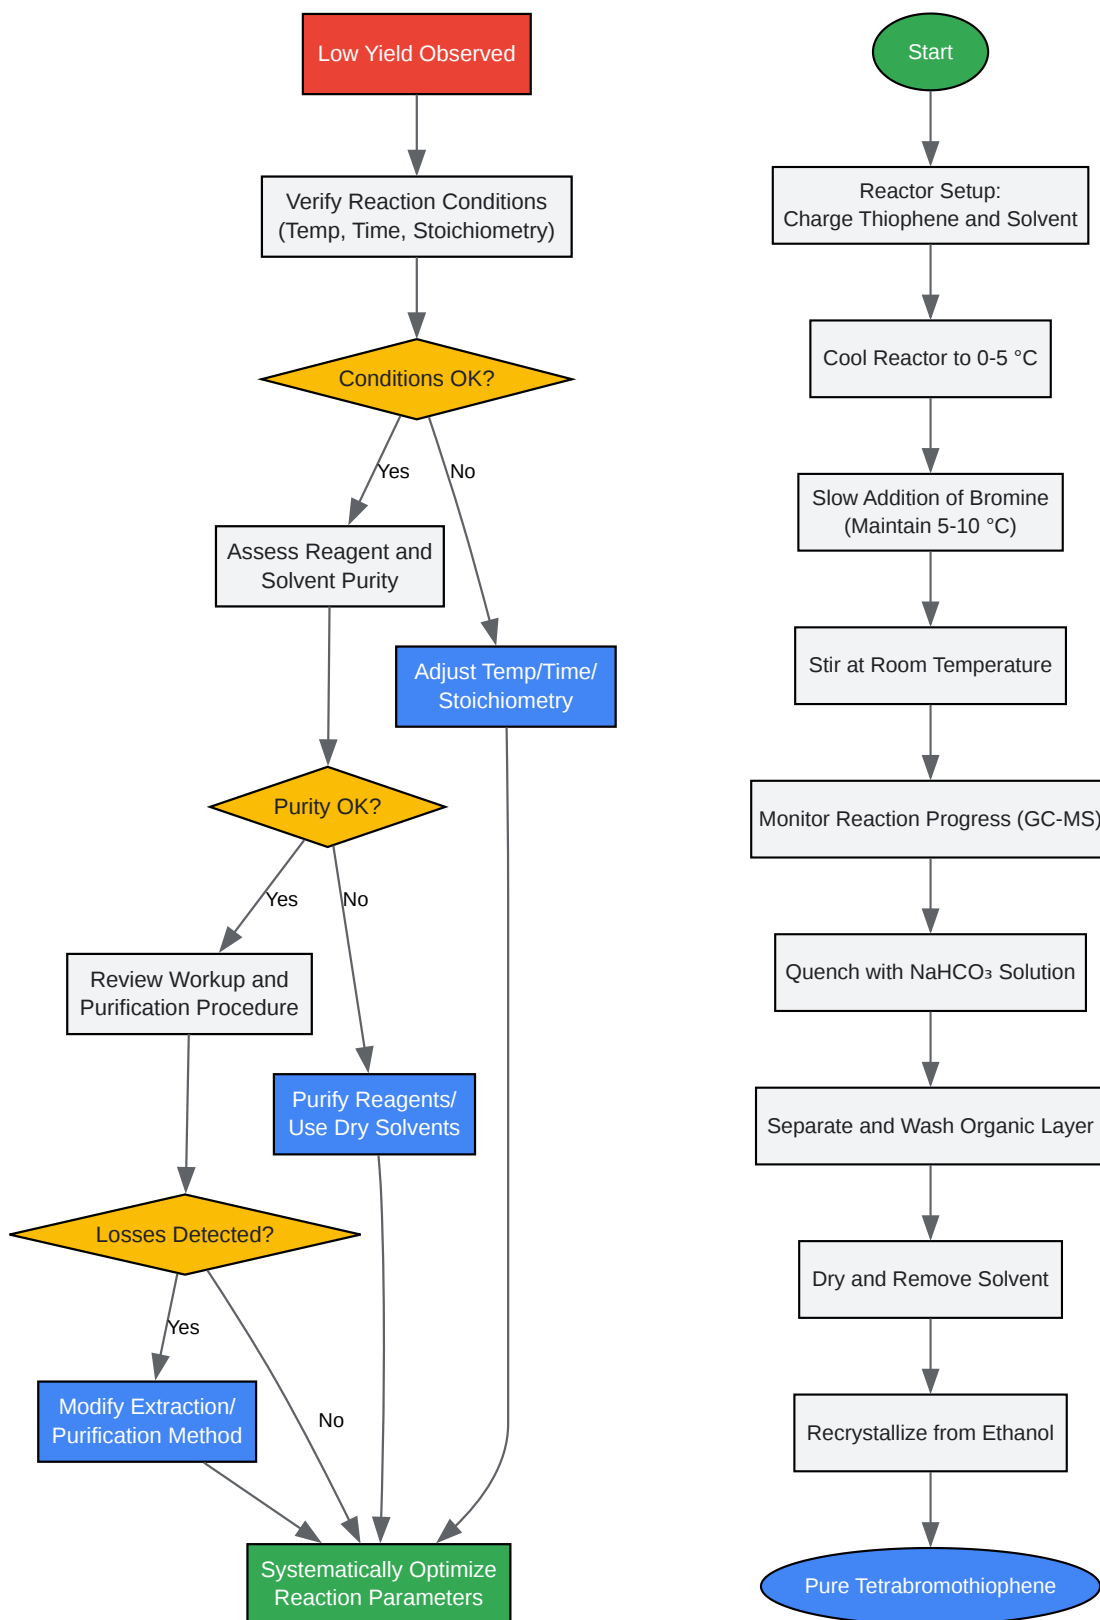 Low Yield Observed
Verify Reaction Conditions
(Temp, Time, Stoichiometry)
Conditions OK?
Yes
No
Assess Reagent and
Solvent Purity
Adjust Temp/Time/
Stoichiometry
Purity OK?
Yes
No
Review Workup and
Purification Procedure
Purify Reagents/
Use Dry Solvents
Losses Detected?
Yes
No
Modify Extraction/
Purification Method
Systematically Optimize
Reaction Parameters
Start
Reactor Setup:
Charge Thiophene and Solvent
Cool Reactor to 0-5 °C
Slow Addition of Bromine
(Maintain 5-10 °C)
Stir at Room Temperature
Monitor Reaction Progress (GC-MS)
Quench with NaHCO₃ Solution
Separate and Wash Organic Layer
Dry and Remove Solvent
Recrystallize from Ethanol
Pure Tetrabromothiophene